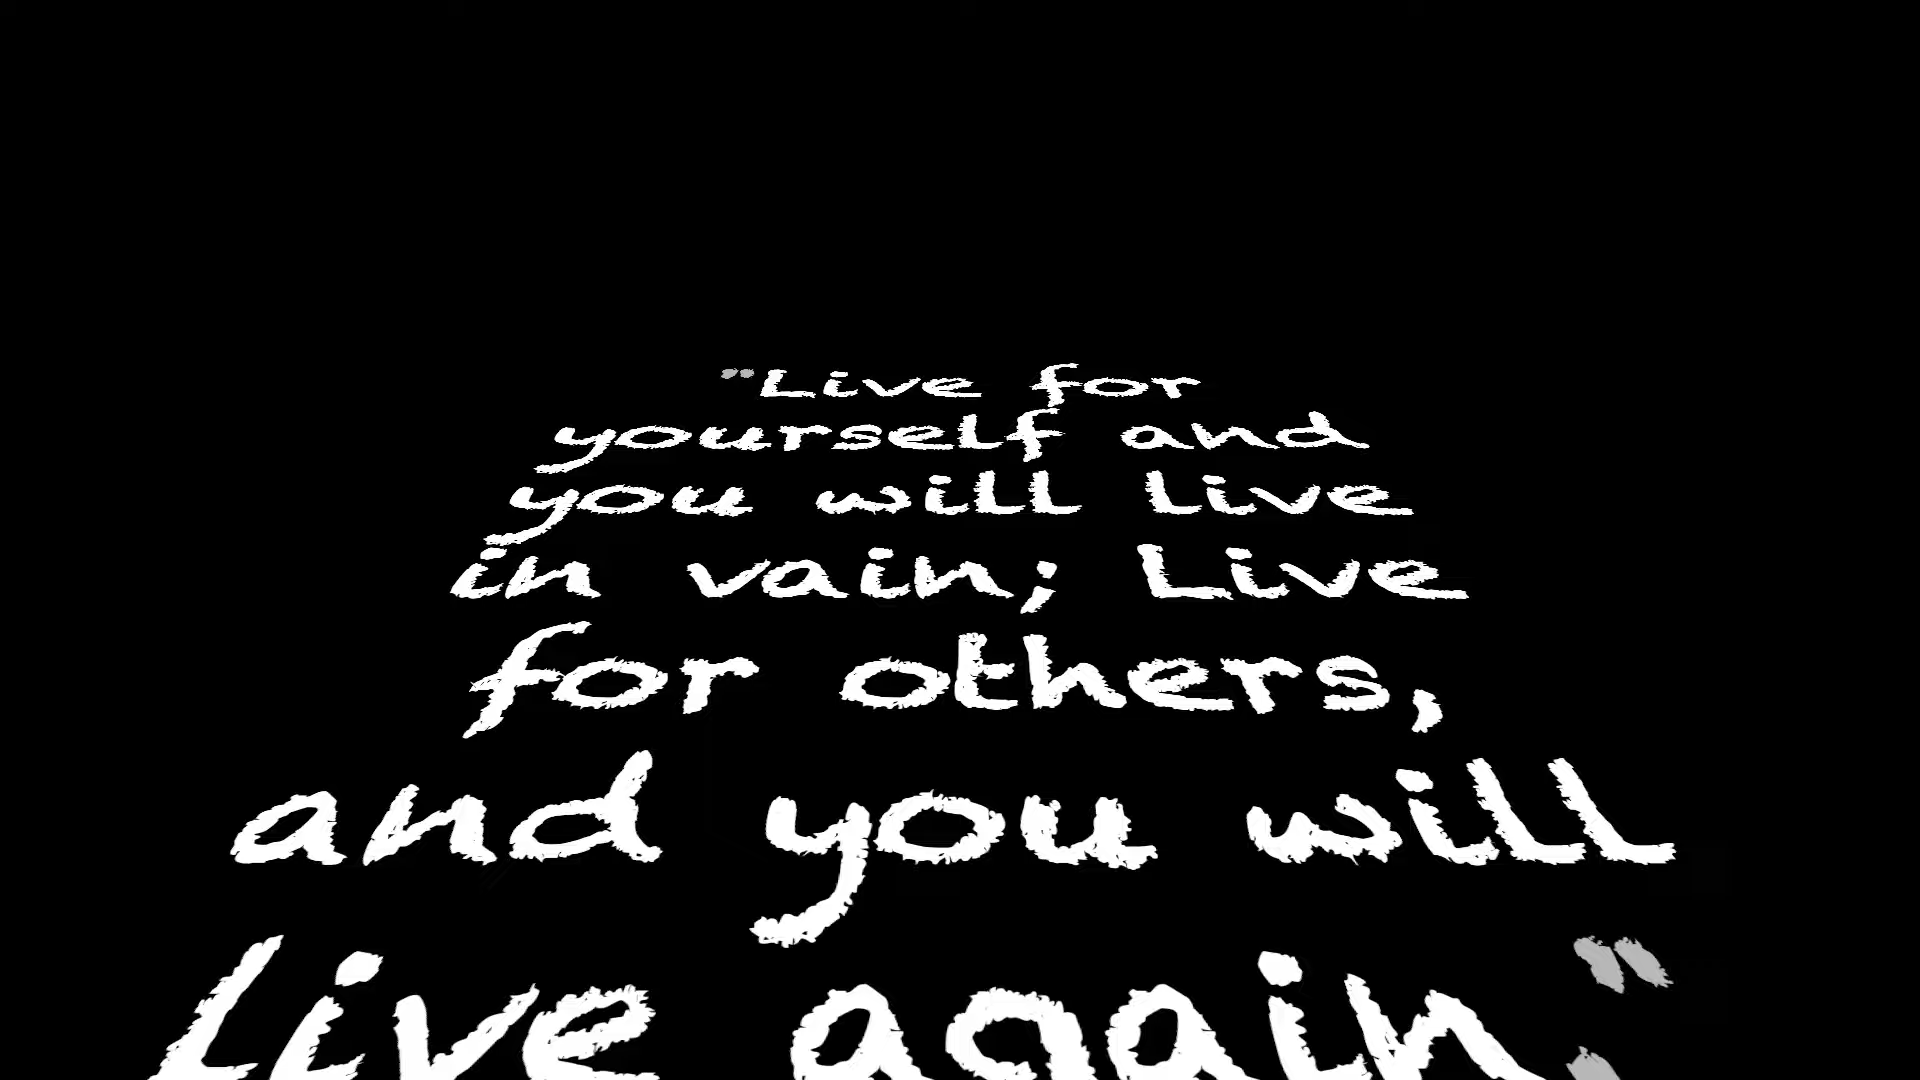 "Live for
yourself and
you will live
in vain; Live
for others,
and you will
live again."